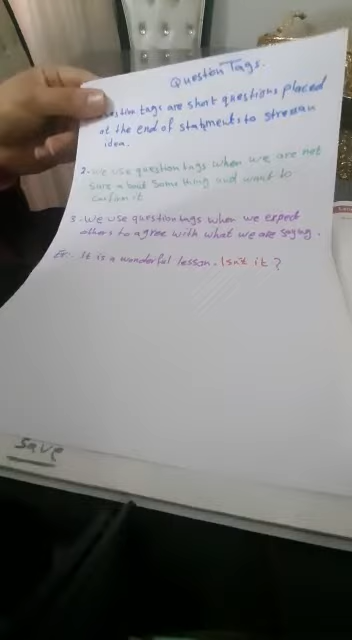 Question Tags.
estion tags are short questions placed
at the end of statments to stress an
idea.
2- We use question tags when we are not
sure about something and want to
confirm it
3. We use question tags when we expect
others to agree with what we are saying.
Ex:- It is a wonderful lesson. Isn't it ?
save